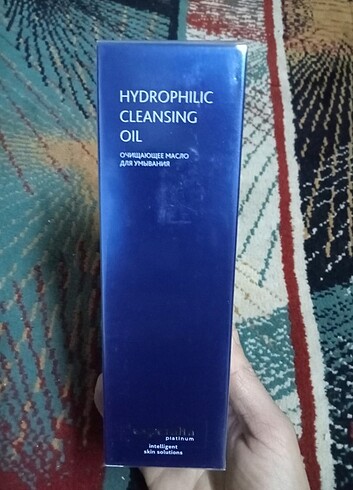 HYDROPHILIC
CLEANSING
OIL
ОЧИЩАЮЩЕЕ МАСЛО
ДЛЯ УМЫВАНИЯ
platinum
intelligent
skin solutions